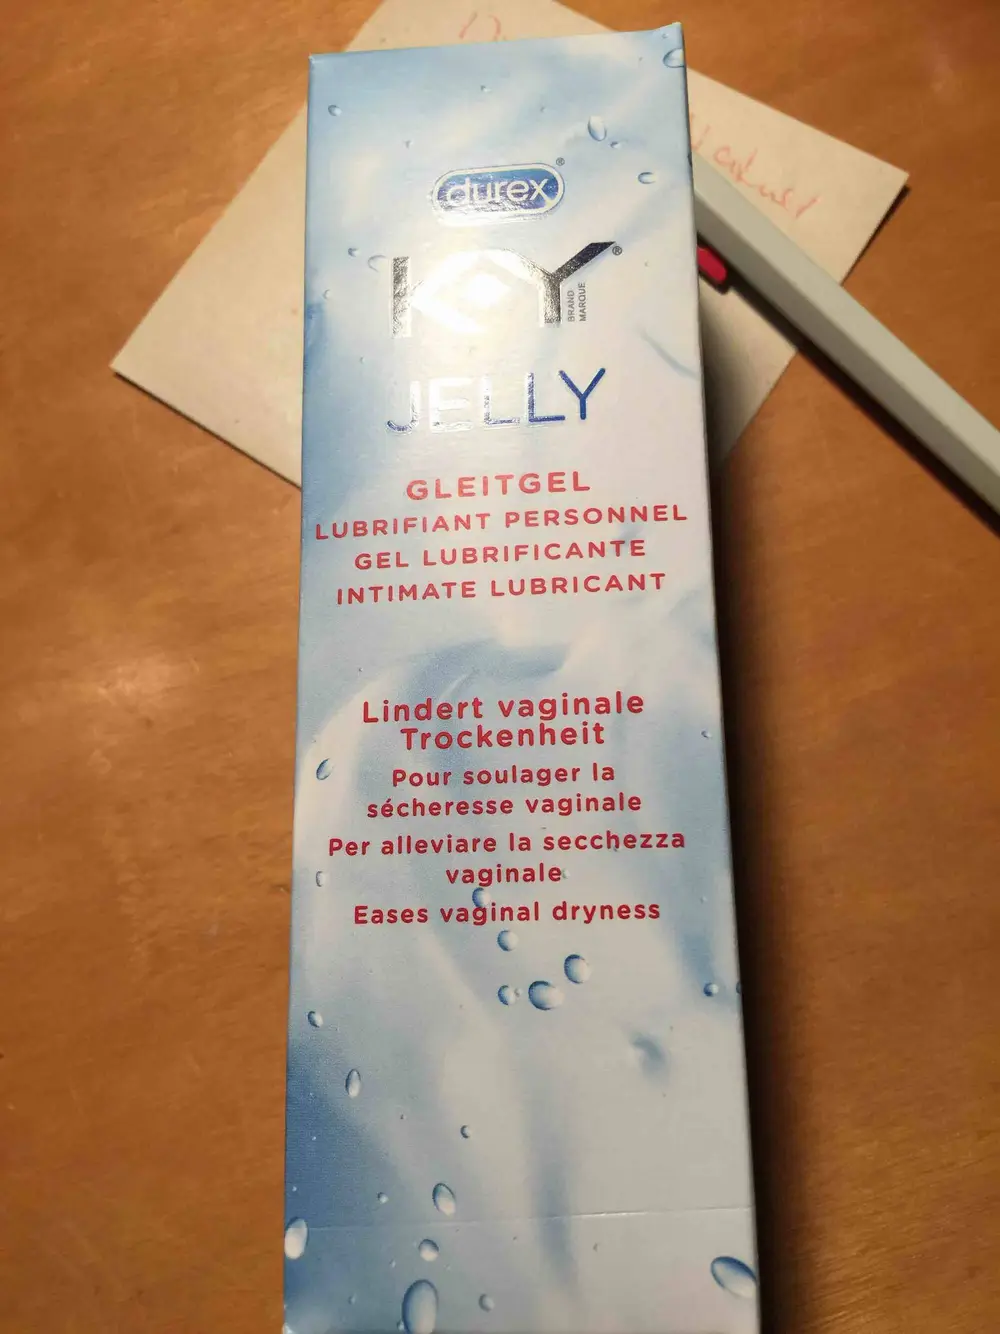 durex®
KY®
BRAND
MARQUE
JELLY
GLEITGEL
LUBRIFIANT PERSONNEL
GEL LUBRIFICANTE
INTIMATE LUBRICANT
Lindert vaginale
Trockenheit
Pour soulager la
sécheresse vaginale
Per alleviare la secchezza
vaginale
Eases vaginal dryness